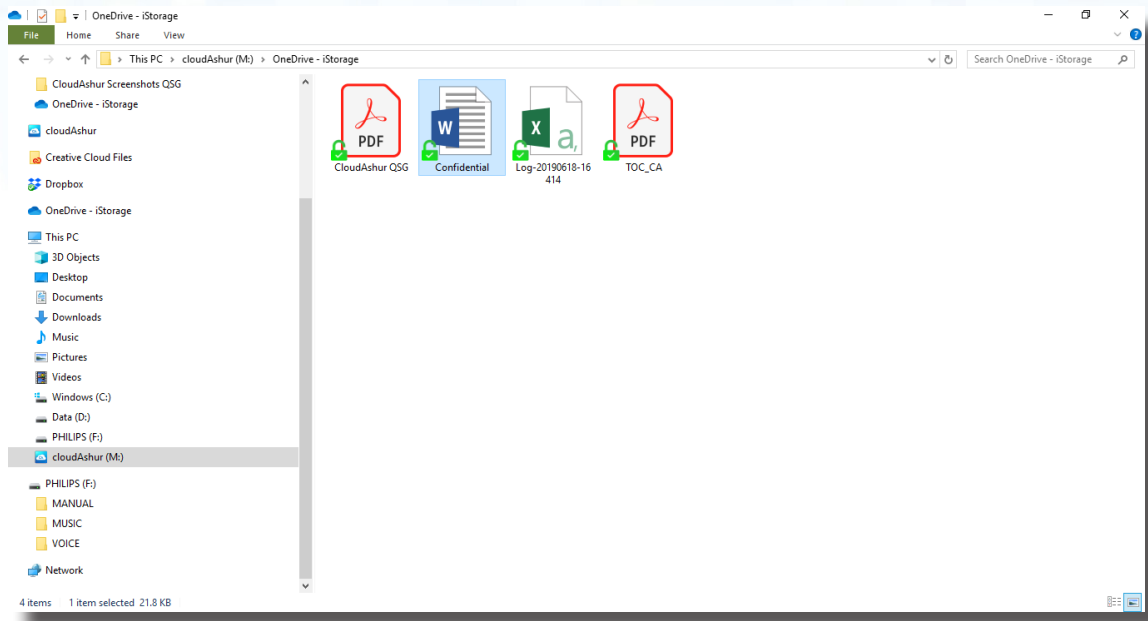 OneDrive - iStorage
File Home Share View
This PC > cloudAshur (M:) > OneDrive - iStorage
Search OneDrive - iStorage
CloudAshur Screenshots QSG
OneDrive - iStorage
cloudAshur
Creative Cloud Files
Dropbox
OneDrive - iStorage
This PC
3D Objects
Desktop
Documents
Downloads
Music
Pictures
Videos
Windows (C:)
Data (D:)
PHILIPS (F:)
cloudAshur (M:)
PHILIPS (F:)
MANUAL
MUSIC
VOICE
Network
PDF
CloudAshur QSG
W
Confidential
X a,
Log-20190618-16
414
PDF
TOC_CA
4 items 1 item selected 21.8 KB